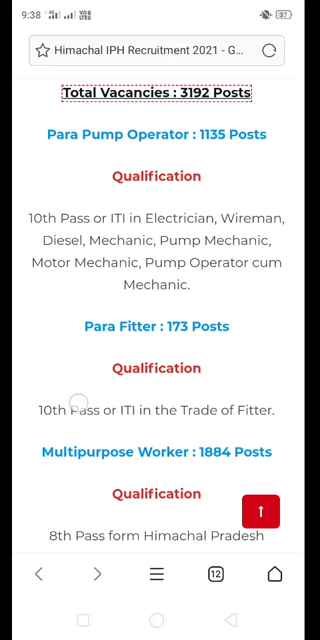 9:38
37
Himachal IPH Recruitment 2021 - G...
Total Vacancies : 3192 Posts
Para Pump Operator : 1135 Posts
Qualification
10th Pass or ITI in Electrician, Wireman,
Diesel, Mechanic, Pump Mechanic,
Motor Mechanic, Pump Operator cum
Mechanic.
Para Fitter : 173 Posts
Qualification
10th Pass or ITI in the Trade of Fitter.
Multipurpose Worker : 1884 Posts
Qualification
8th Pass form Himachal Pradesh
12